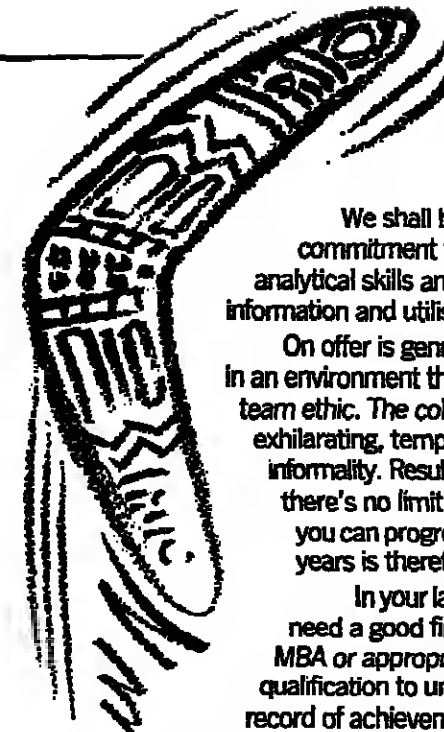 We shall b
commitment
analytical skills an
information and utilis
On offer is genr
in an environment th
team ethic. The col
exhilarating, temp
informality. Resul
there's no limit
you can progre
years is theref
In your la
need a good fi
MBA or approp
qualification to ur
record of achieven